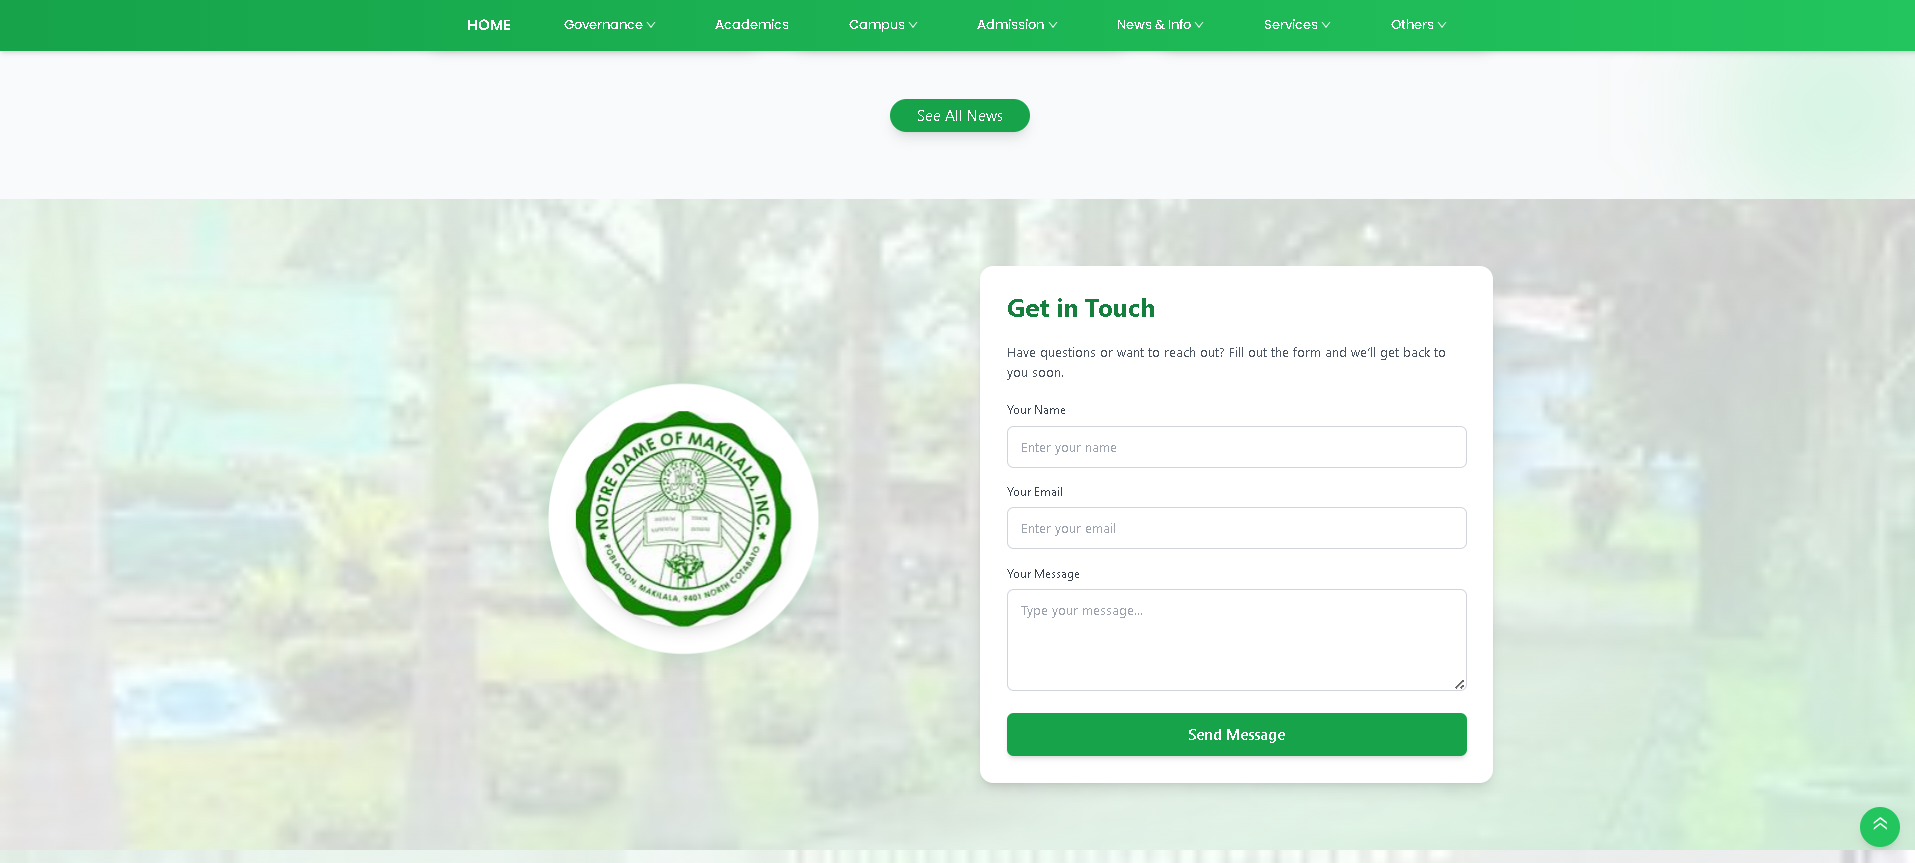 HOME Governance Academics Campus Admission News & Info Services Others
See All News
Get in Touch
Have questions or want to reach out? Fill out the form and we'll get back to
you soon.
Your Name
Enter your name
Your Email
Enter your email
Your Message
Type your message...
Send Message
NOTRE DAME OF MAKILALA, INC.
POBLACION, MAKILALA, 9401 NORTH COTABATO